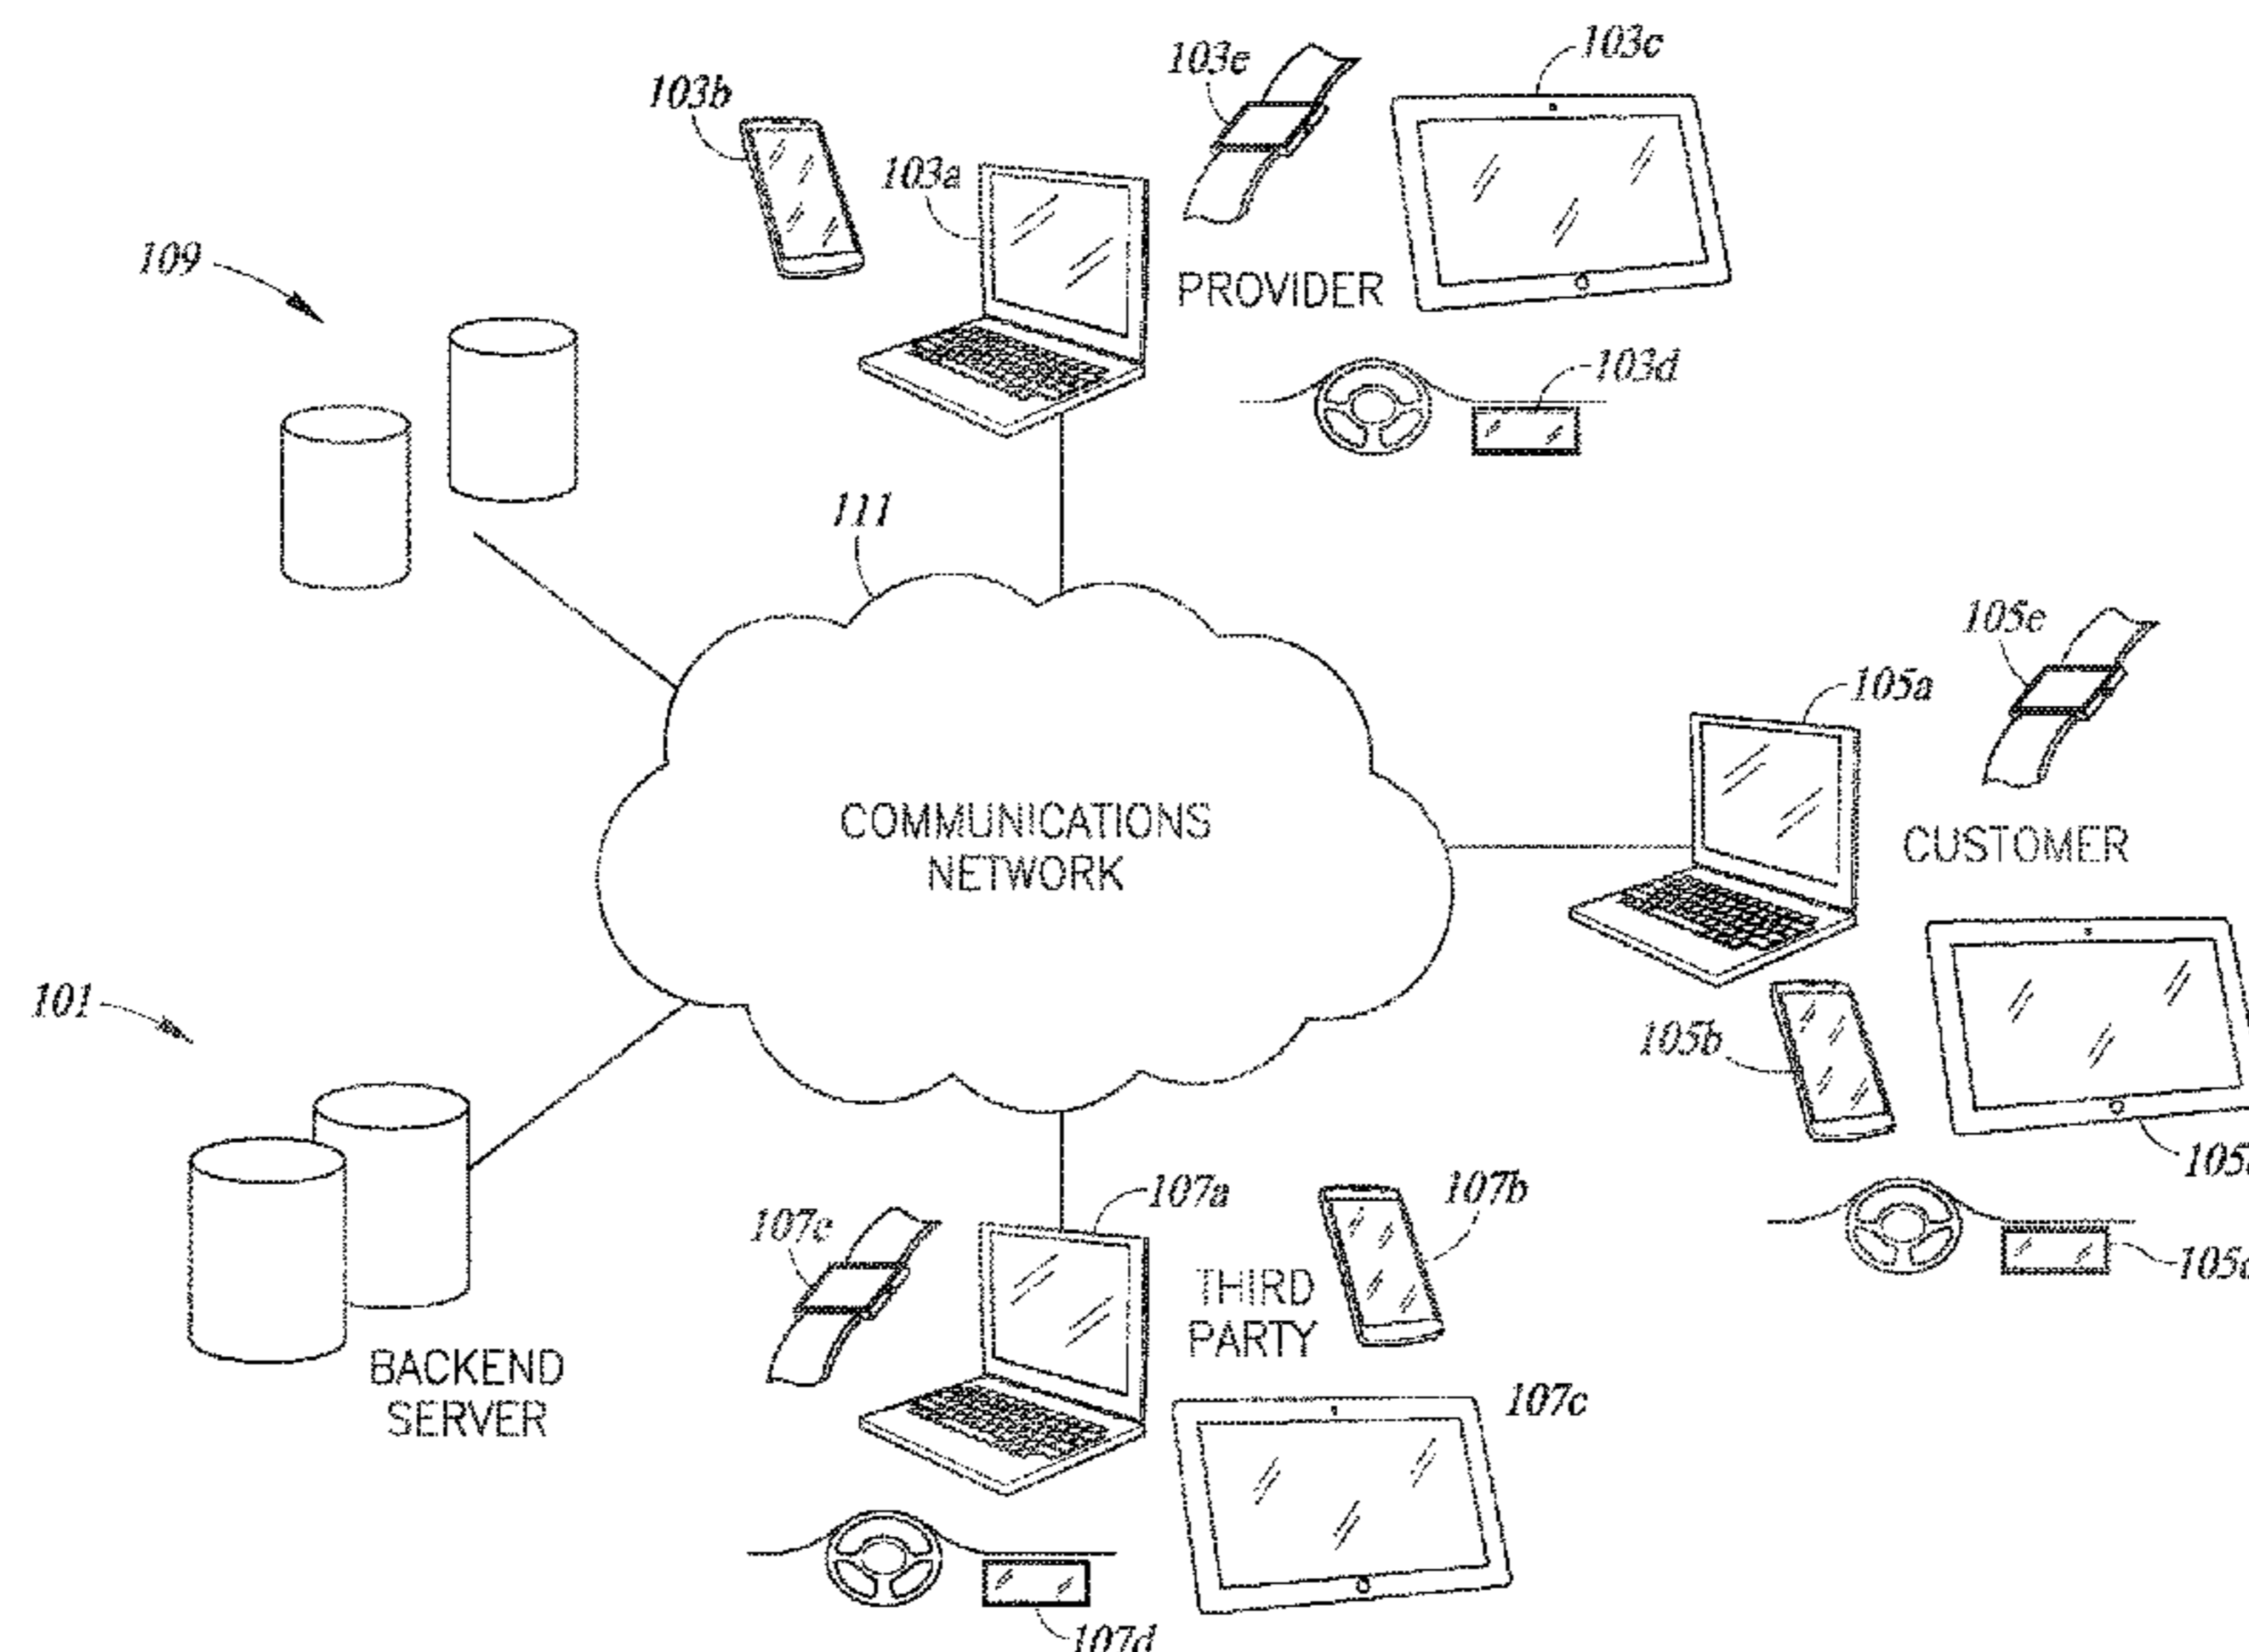 103e
103c
103b
103a
109
PROVIDER
103d
111
105e
105a
COMMUNICATIONS
NETWORK
CUSTOMER
101
105b
107a
107b
107e
THIRD
PARTY
BACKEND
SERVER
107c
107d